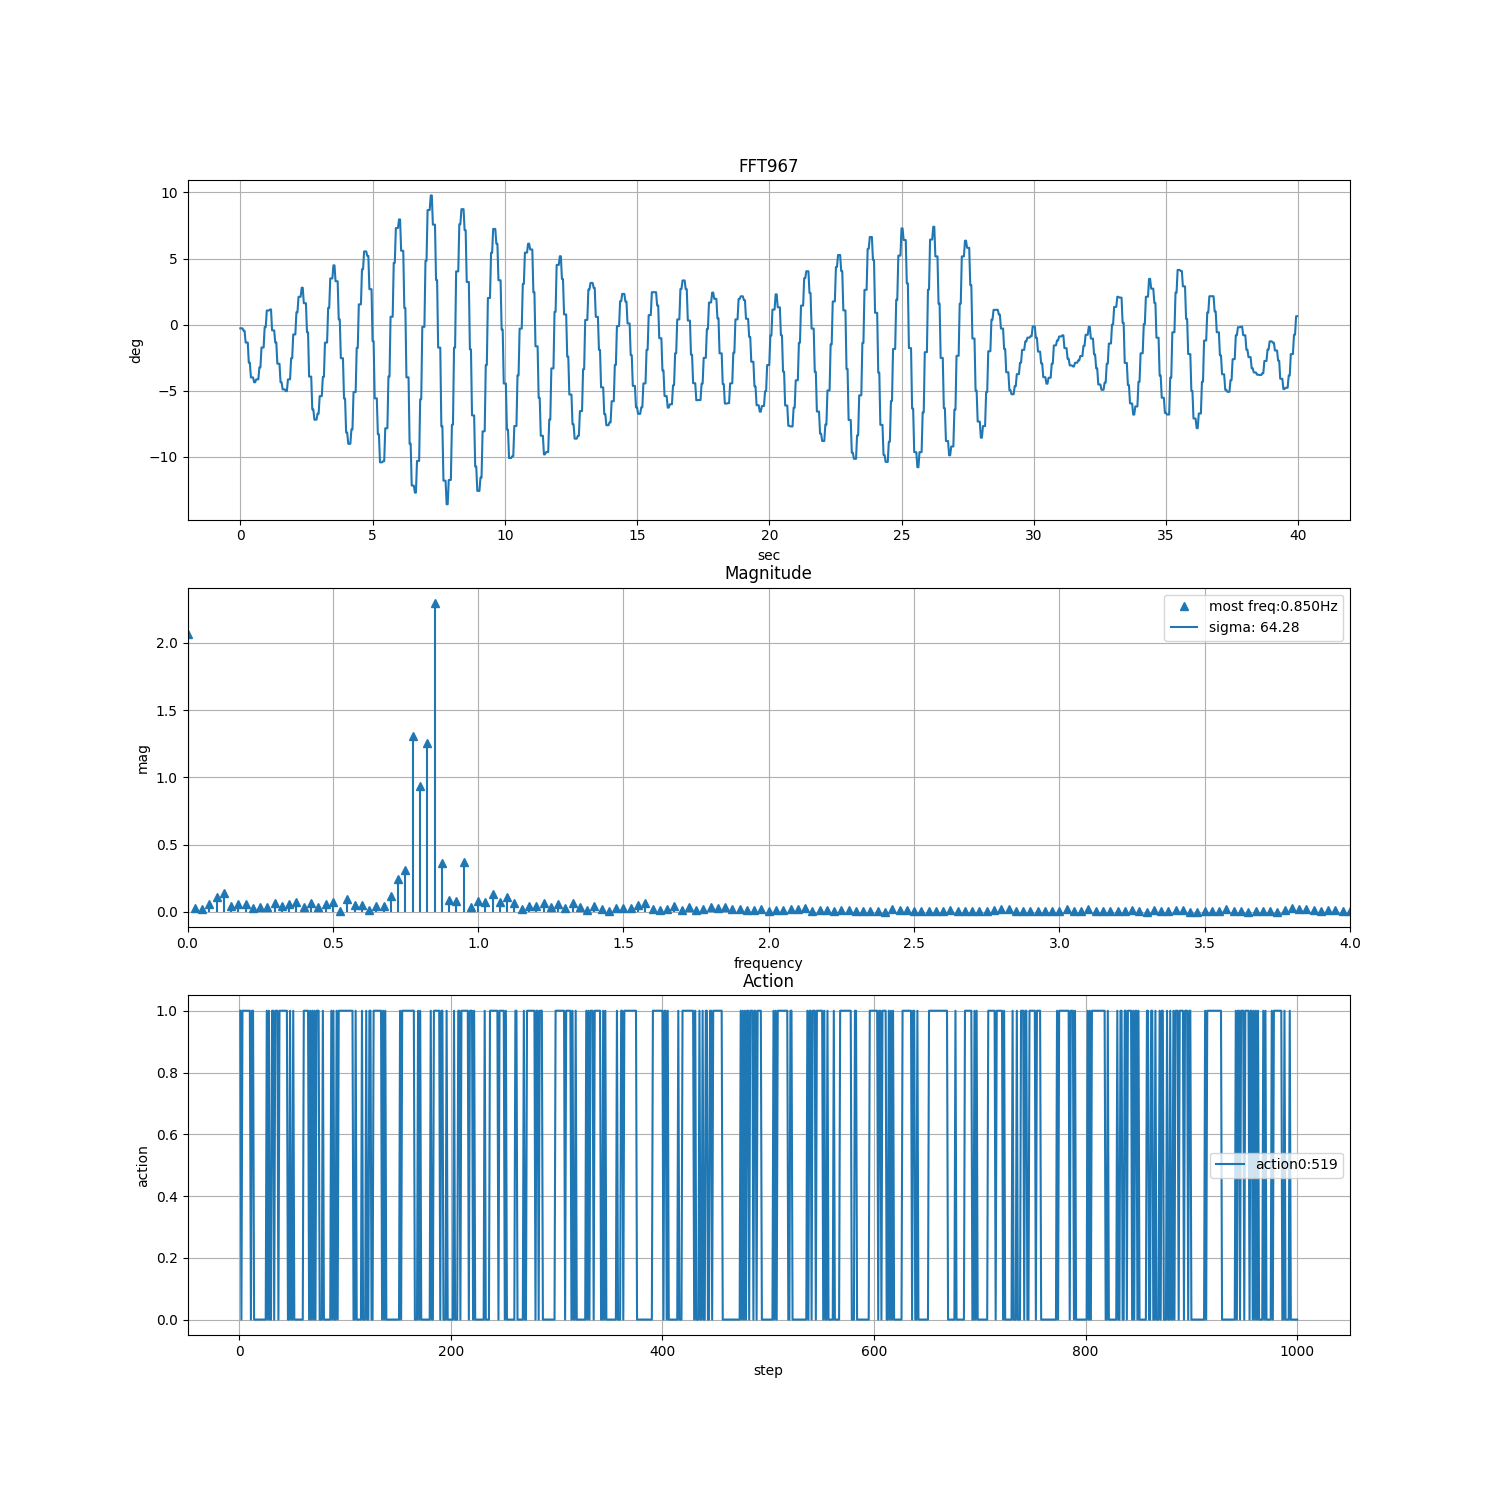 FFT967
10
5
0
−5
−10
deg
0 5 10 15 20 25 30 35 40
sec
Magnitude
most freq:0.850Hz
sigma: 64.28
2.0
1.5
1.0
0.5
0.0
mag
0.0 0.5 1.0 1.5 2.0 2.5 3.0 3.5 4.0
frequency
Action
1.0
0.8
0.6
0.4
0.2
0.0
action
action0:519
0 200 400 600 800 1000
step